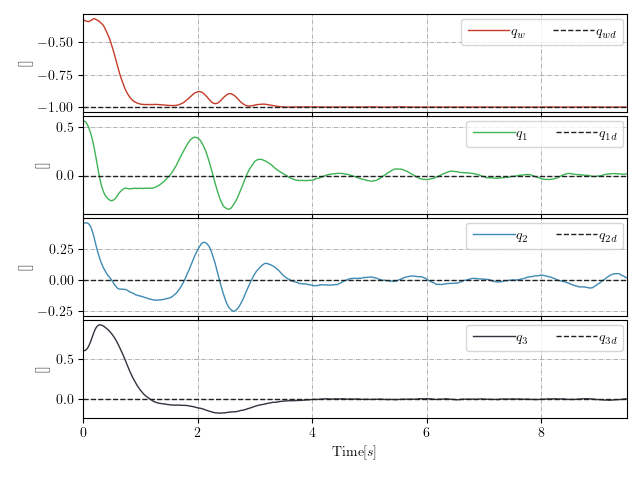 q_w q_wd
−0.50
−0.75
−1.00
[]
q_1 q_1d
0.5
0.0
[]
q_2 q_2d
0.25
0.00
−0.25
[]
q_3 q_3d
0.5
0.0
[]
0 2 4 6 8
Time[s]